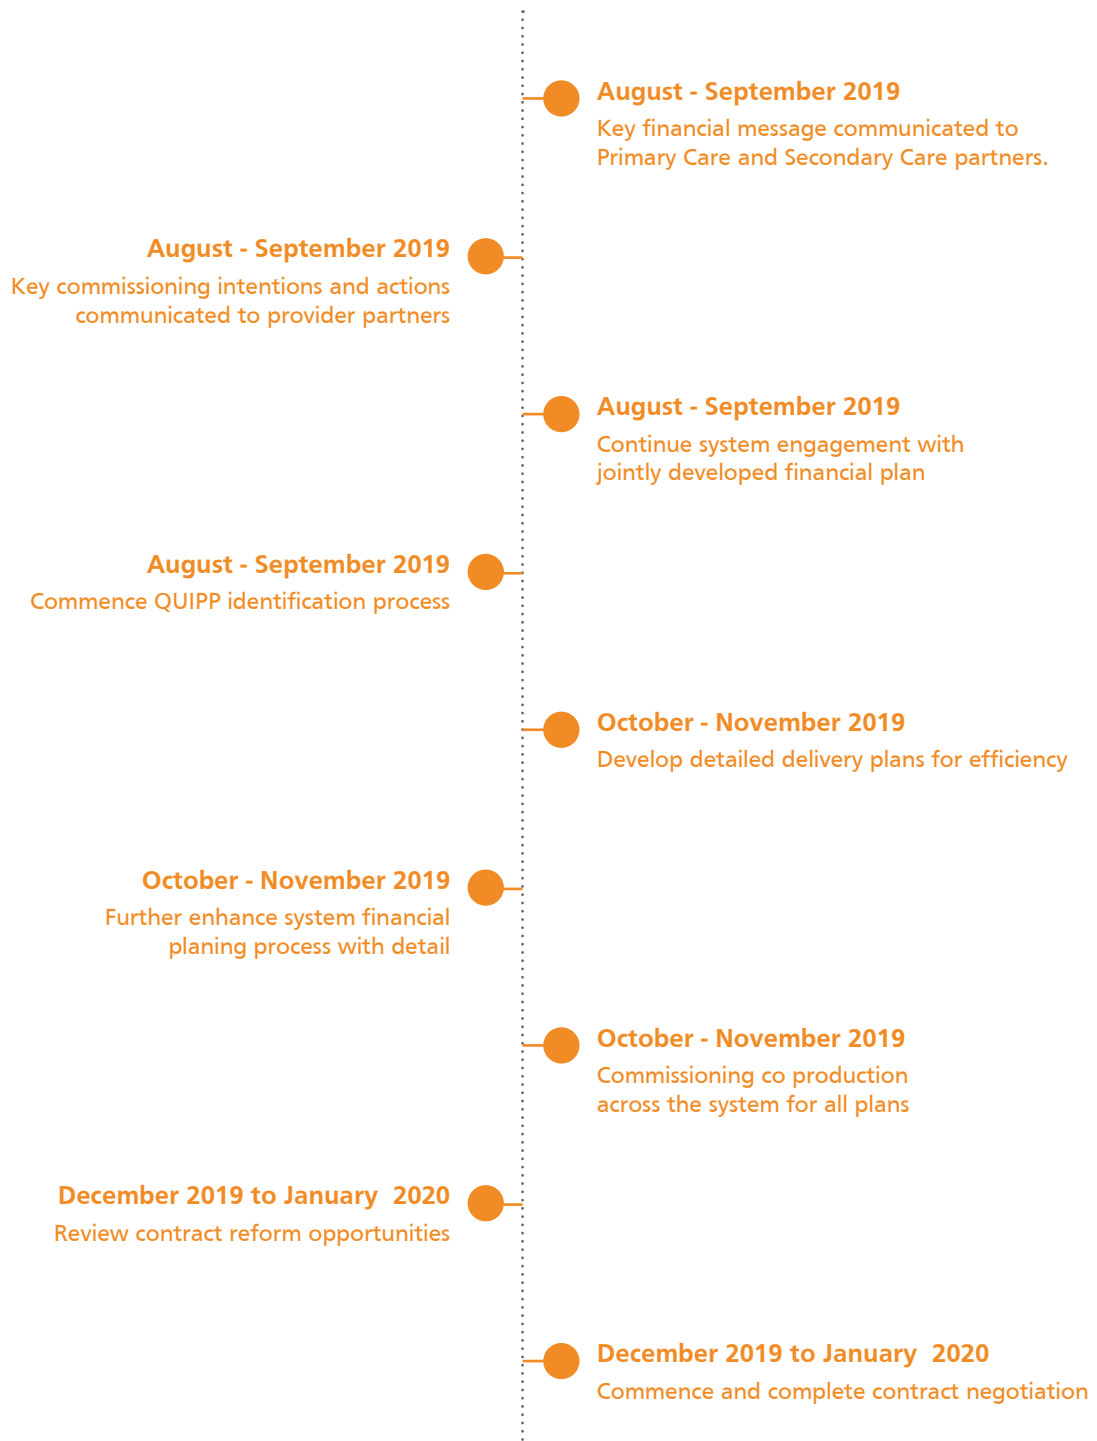 August - September 2019
Key financial message communicated to
Primary Care and Secondary Care partners.
August - September 2019
Key commissioning intentions and actions
communicated to provider partners
August - September 2019
Continue system engagement with
jointly developed financial plan
August - September 2019
Commence QUIPP identification process
October - November 2019
Develop detailed delivery plans for efficiency
October - November 2019
Further enhance system financial
planing process with detail
October - November 2019
Commissioning co production
across the system for all plans
December 2019 to January  2020
Review contract reform opportunities
December 2019 to January  2020
Commence and complete contract negotiation